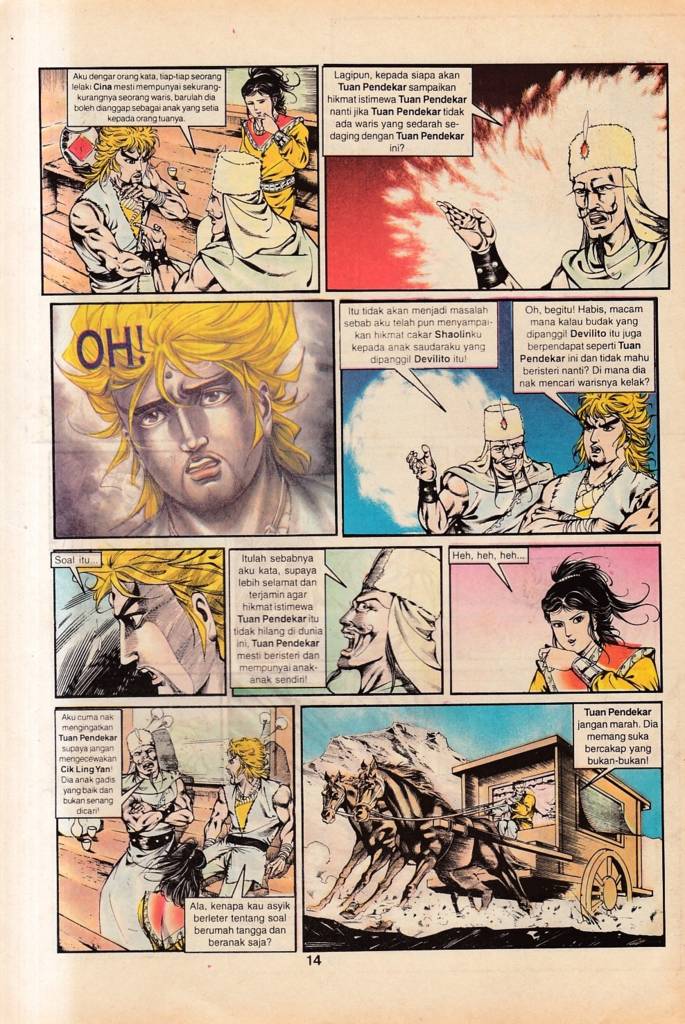 Aku dengar orang kata, tiap-tiap seorang
lelaki Cina mesti mempunyai sekurang-
kurangnya seorang waris, barulah dia
boleh dianggap sebagai anak yang setia
kepada orang tuanya.
Lagipun, kepada siapa akan
Tuan Pendekar sampaikan
hikmat istimewa Tuan Pendekar
nanti jika Tuan Pendekar tidak
ada waris yang sedarah se-
daging dengan Tuan Pendekar
ini?
OH!
Itu tidak akan menjadi masalah
sebab aku telah pun menyampai-
kan hikmat cakar Shaolinku
kepada anak saudaraku yang
dipanggil Devilito itu!
Oh, begitu! Habis, macam
mana kalau budak yang
dipanggil Devilito itu juga
berpendapat seperti Tuan
Pendekar ini dan tidak mahu
beristeri nanti? Di mana dia
nak mencari warisnya kelak?
Soal itu...
Itulah sebabnya
aku kata, supaya
lebih selamat dan
terjamin agar
hikmat istimewa
Tuan Pendekar itu
tidak hilang di dunia
ini, Tuan Pendekar
mesti beristeri dan
mempunyai anak-
anak sendiri!
Heh, heh, heh...
Aku cuma nak
mengingatkan
Tuan Pendekar
supaya jangan
mengecewakan
Cik Ling Yan!
Dia anak gadis
yang baik dan
bukan senang
dicari!
Ala, kenapa kau asyik
berleter tentang soal
berumah tangga dan
beranak saja?
Tuan Pendekar
jangan marah. Dia
memang suka
bercakap yang
bukan-bukan!
14